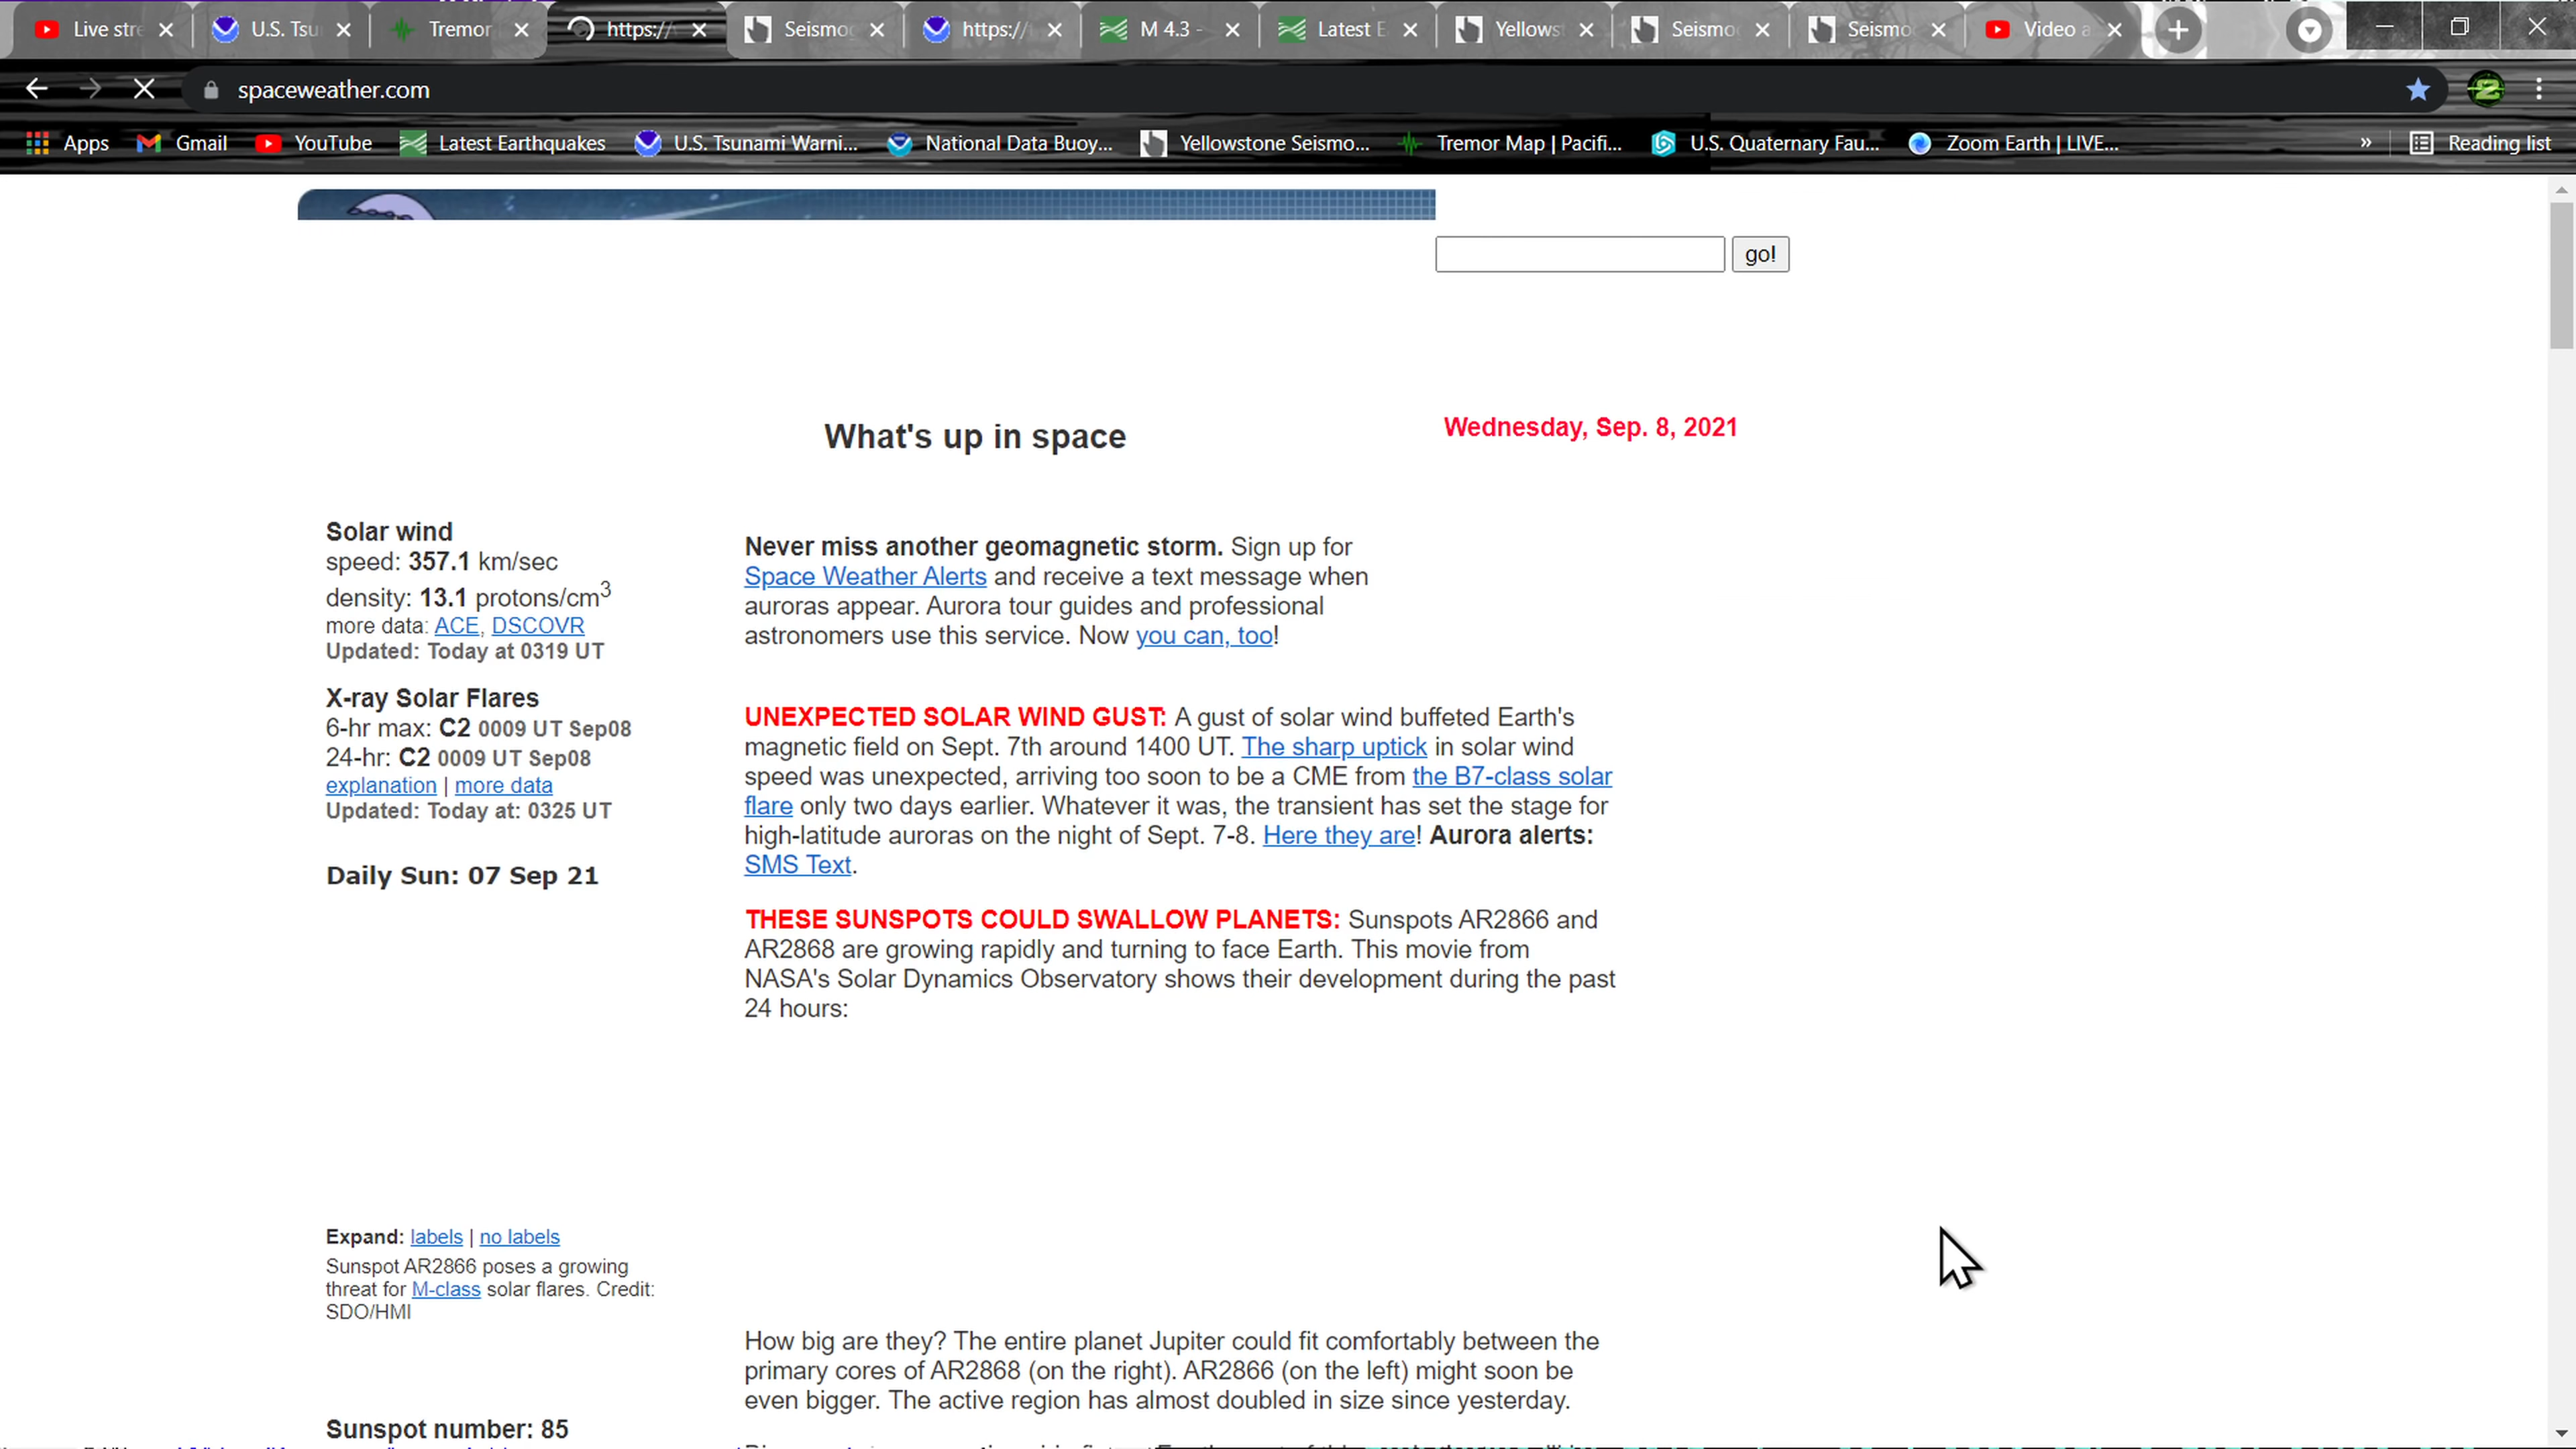 Live stre
U.S. Tsu
Tremor
https://
Seismo
https://
M 4.3 -
Latest E
Yellows
Seismo
Seismo
Video a
spaceweather.com
Apps
Gmail
YouTube
Latest Earthquakes
U.S. Tsunami Warni...
National Data Buoy...
Yellowstone Seismo...
Tremor Map | Pacifi...
U.S. Quaternary Fau...
Zoom Earth | LIVE...
»
Reading list
go!
What's up in space
Wednesday, Sep. 8, 2021
Solar wind
speed: 357.1 km/sec
density: 13.1 protons/cm3
more data: ACE, DSCOVR
Updated: Today at 0319 UT
X-ray Solar Flares
6-hr max: C2 0009 UT Sep08
24-hr: C2 0009 UT Sep08
explanation | more data
Updated: Today at: 0325 UT
Daily Sun: 07 Sep 21
Expand: labels | no labels
Sunspot AR2866 poses a growing
threat for M-class solar flares. Credit:
SDO/HMI
Sunspot number: 85
Never miss another geomagnetic storm. Sign up for
Space Weather Alerts and receive a text message when
auroras appear. Aurora tour guides and professional
astronomers use this service. Now you can, too!
UNEXPECTED SOLAR WIND GUST: A gust of solar wind buffeted Earth's
magnetic field on Sept. 7th around 1400 UT. The sharp uptick in solar wind
speed was unexpected, arriving too soon to be a CME from the B7-class solar
flare only two days earlier. Whatever it was, the transient has set the stage for
high-latitude auroras on the night of Sept. 7-8. Here they are! Aurora alerts:
SMS Text.
THESE SUNSPOTS COULD SWALLOW PLANETS: Sunspots AR2866 and
AR2868 are growing rapidly and turning to face Earth. This movie from
NASA's Solar Dynamics Observatory shows their development during the past
24 hours:
How big are they? The entire planet Jupiter could fit comfortably between the
primary cores of AR2868 (on the right). AR2866 (on the left) might soon be
even bigger. The active region has almost doubled in size since yesterday.